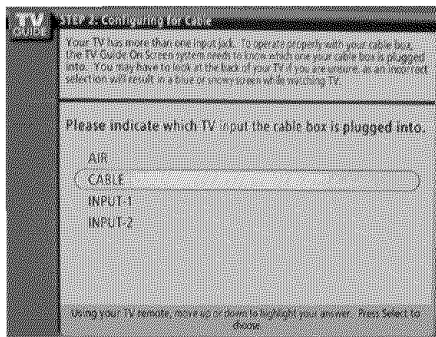 TV
GUIDE
STEP 2: Configuring for Cable
Your TV has more than one input jack. To operate properly with your cable box,
the TV Guide On Screen system needs to know which one your cable box is plugged
into. You may have to look at the back of your TV if you are unsure, as an incorrect
selection will result in a blue or snowy screen while watching TV.
Please indicate which TV input the cable box is plugged into.
AIR
CABLE
INPUT-1
INPUT-2
Using your TV remote, move up or down to highlight your answer. Press Select to
choose.